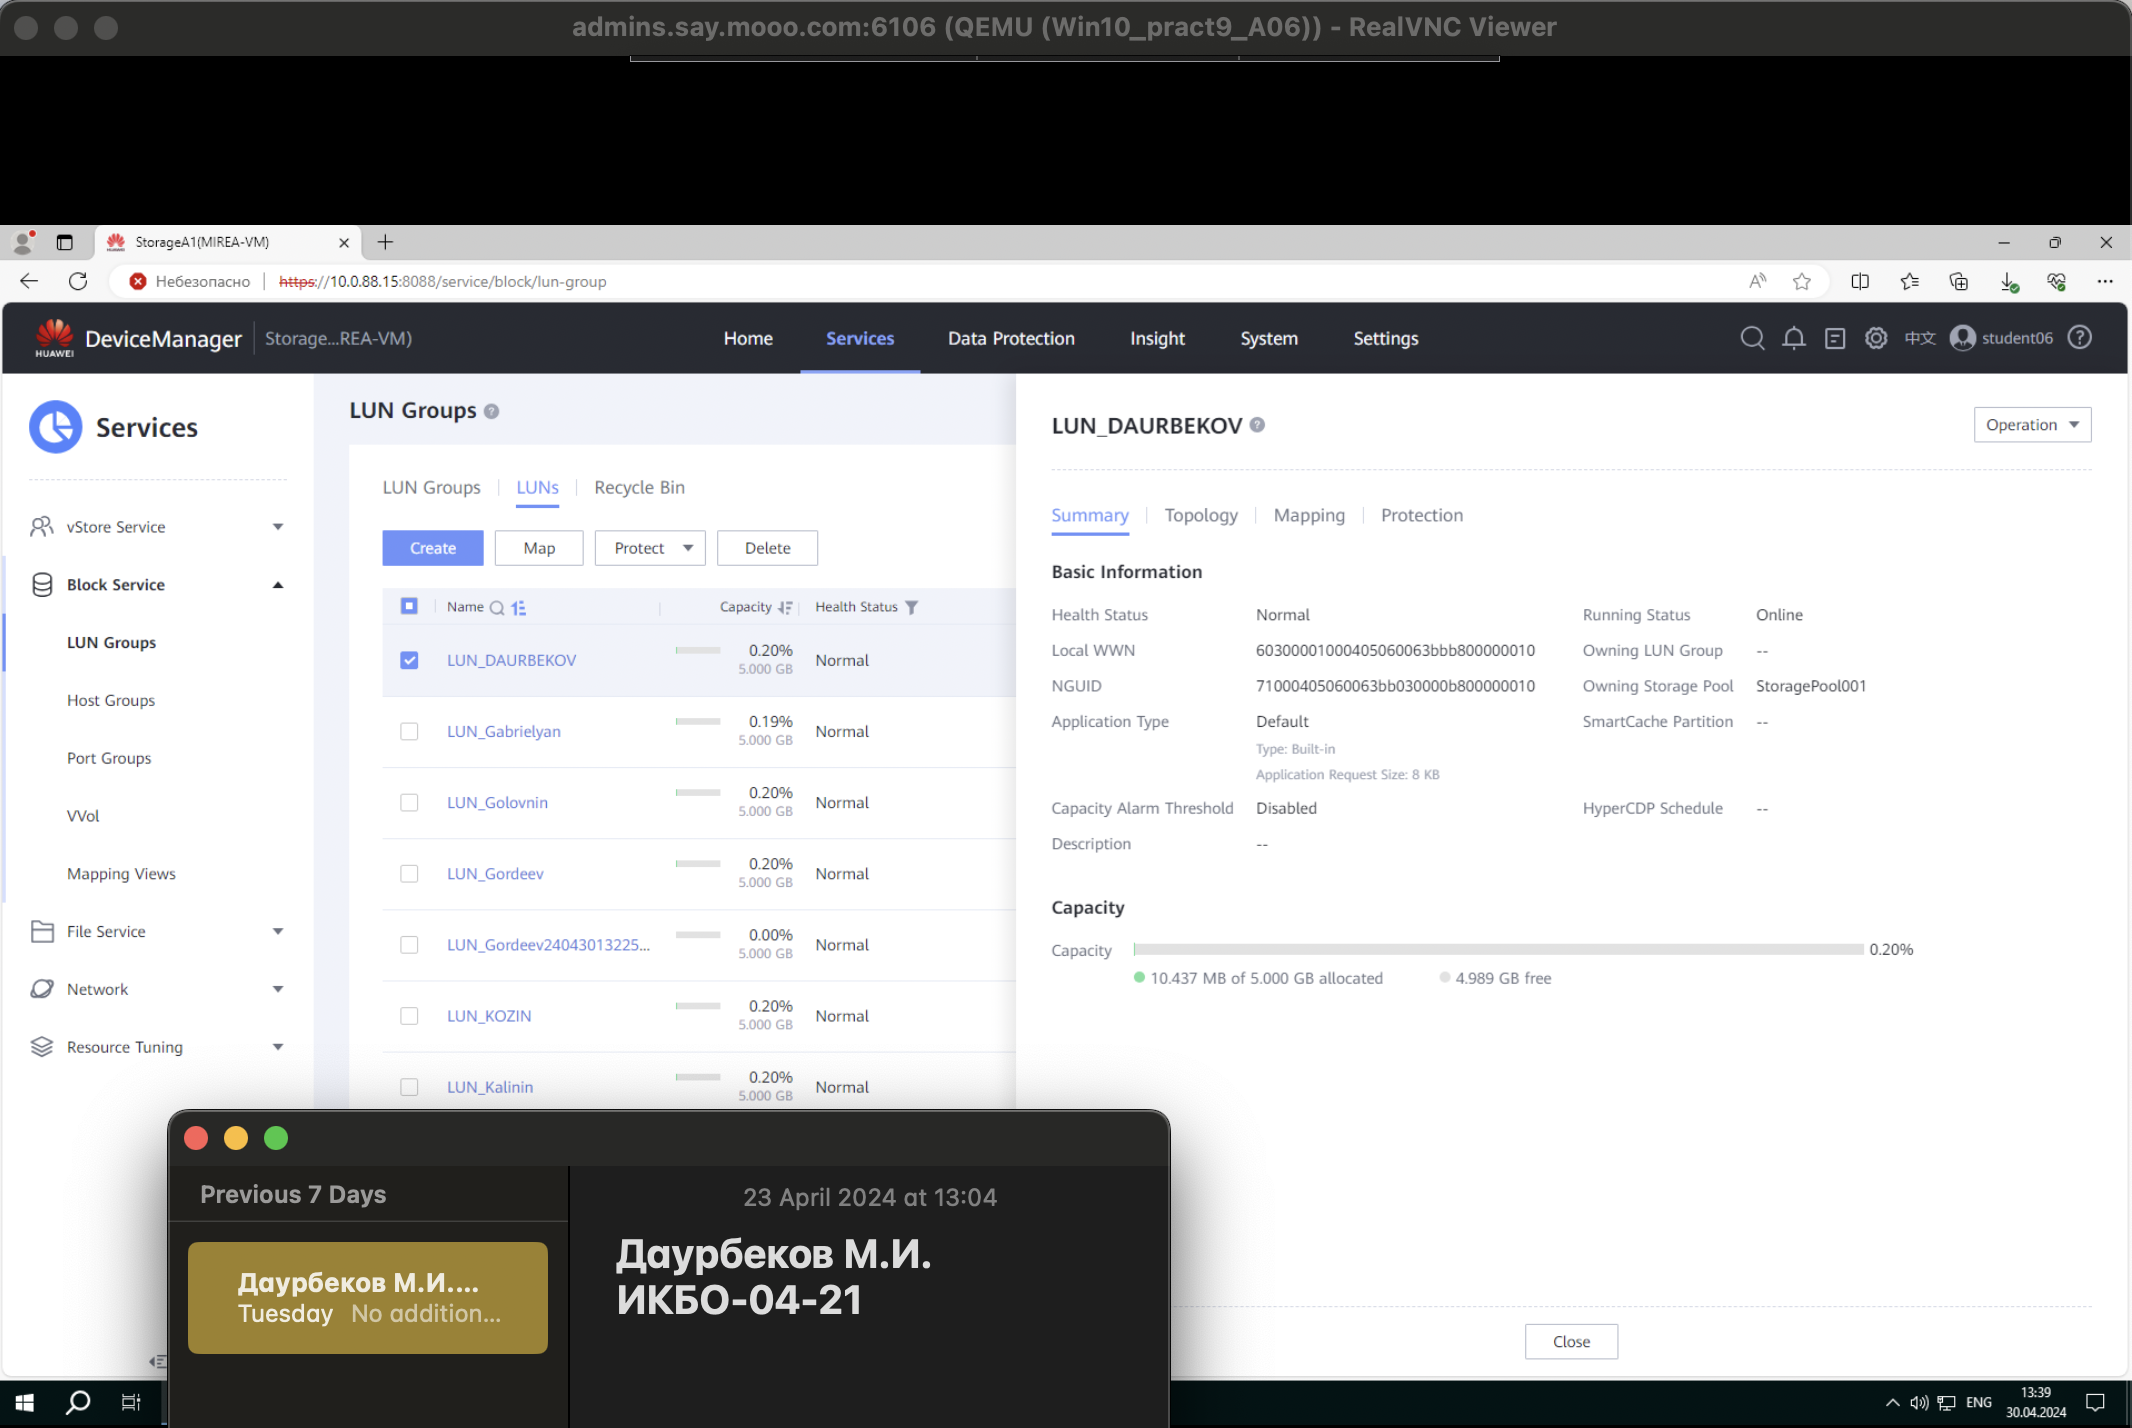 admins.say.mooo.com:6106 (QEMU (Win10_pract9_A06)) - RealVNC Viewer
StorageA1(MIREA-VM)
Небезопасно https://10.0.88.15:8088/service/block/lun-group
HUAWEI DeviceManager Storage...REA-VM) Home Services Data Protection Insight System Settings 中文 student06
Services
vStore Service
Block Service
LUN Groups
Host Groups
Port Groups
VVol
Mapping Views
File Service
Network
Resource Tuning
LUN Groups
LUN Groups LUNs Recycle Bin
Create Map Protect Delete
Name Capacity Health Status
LUN_DAURBEKOV 0.20% 5.000 GB Normal
LUN_Gabrielyan 0.19% 5.000 GB Normal
LUN_Golovnin 0.20% 5.000 GB Normal
LUN_Gordeev 0.20% 5.000 GB Normal
LUN_Gordeev24043013225... 0.00% 5.000 GB Normal
LUN_KOZIN 0.20% 5.000 GB Normal
LUN_Kalinin 0.20% 5.000 GB Normal
LUN_DAURBEKOV Operation
Summary Topology Mapping Protection
Basic Information
Health Status Normal Running Status Online
Local WWN 60300001000405060063bbb800000010 Owning LUN Group --
NGUID 71000405060063bb030000b800000010 Owning Storage Pool StoragePool001
Application Type Default SmartCache Partition --
Type: Built-in
Application Request Size: 8 KB
Capacity Alarm Threshold Disabled HyperCDP Schedule --
Description --
Capacity
Capacity 0.20%
10.437 MB of 5.000 GB allocated 4.989 GB free
Close
Previous 7 Days
Даурбеков М.И....
Tuesday No addition...
23 April 2024 at 13:04
Даурбеков М.И.
ИКБО-04-21
ENG 13:39
30.04.2024